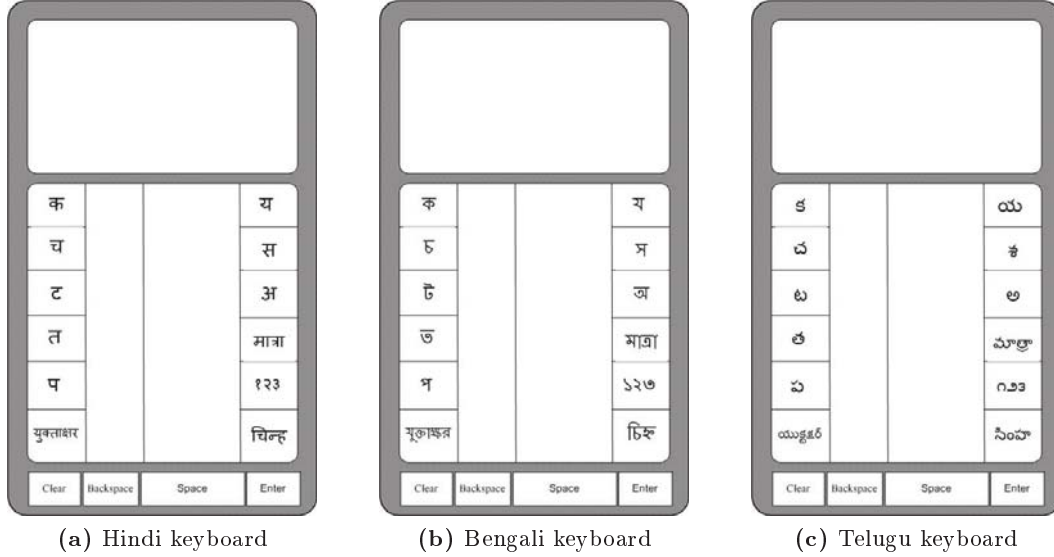 क य
च स
ट अ
त मात्रा
प १२३
युक्ताक्षर चिन्ह
Clear Backspace Space Enter
(a) Hindi keyboard
ক য
চ স
ট অ
ত মাত্রা
প ১২৩
যুক্তাক্ষর চিহ্ন
Clear Backspace Space Enter
(b) Bengali keyboard
క య
చ శ
ట అ
త మాత్రా
ప ౧౨౩
సింహ
Clear Backspace Space Enter
(c) Telugu keyboard